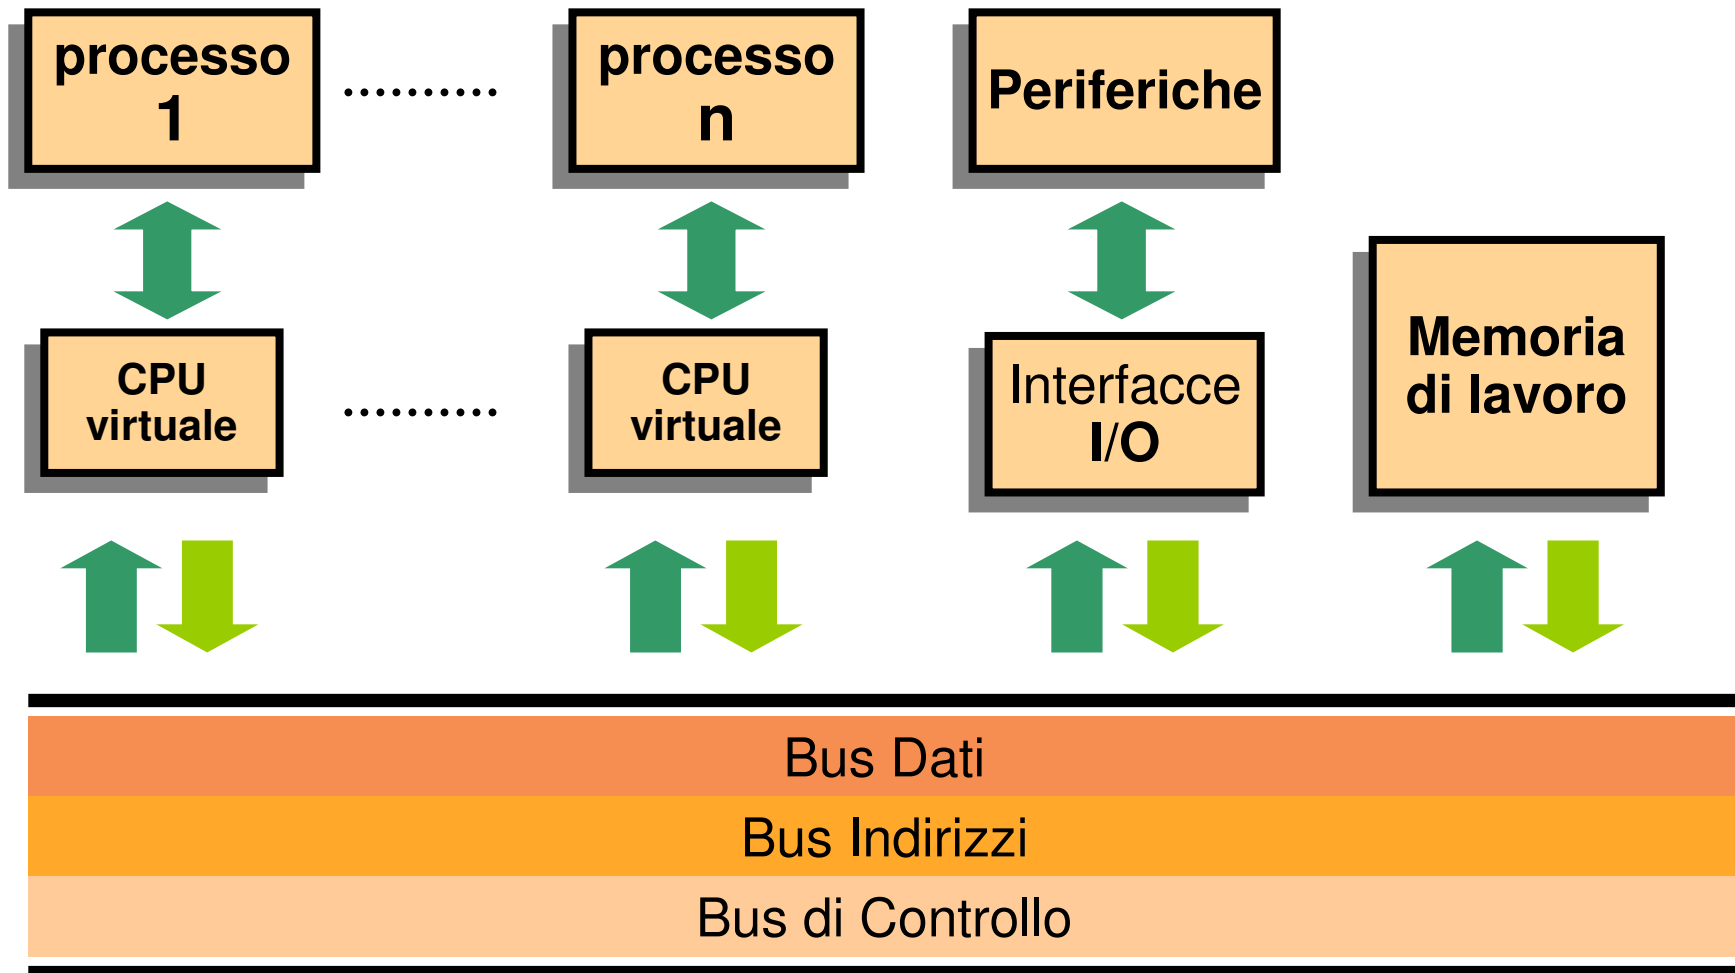 processo
1
..........
processo
n
Periferiche
CPU
virtuale
..........
CPU
virtuale
Interfacce
I/O
Memoria
di lavoro
Bus Dati
Bus Indirizzi
Bus di Controllo